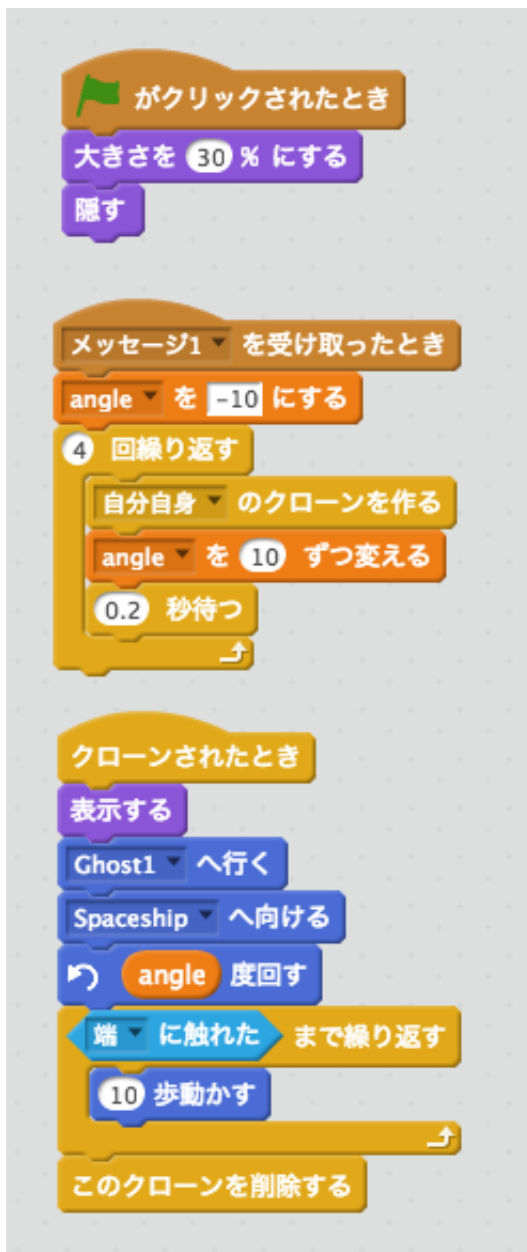 がクリックされたとき
大きさを 30 % にする
隠す
メッセージ1 を受け取ったとき
angle を -10 にする
4 回繰り返す
自分自身 のクローンを作る
angle を 10 ずつ変える
0.2 秒待つ
クローンされたとき
表示する
Ghost1 へ行く
Spaceship へ向ける
angle 度回す
端 に触れた まで繰り返す
10 歩動かす
このクローンを削除する